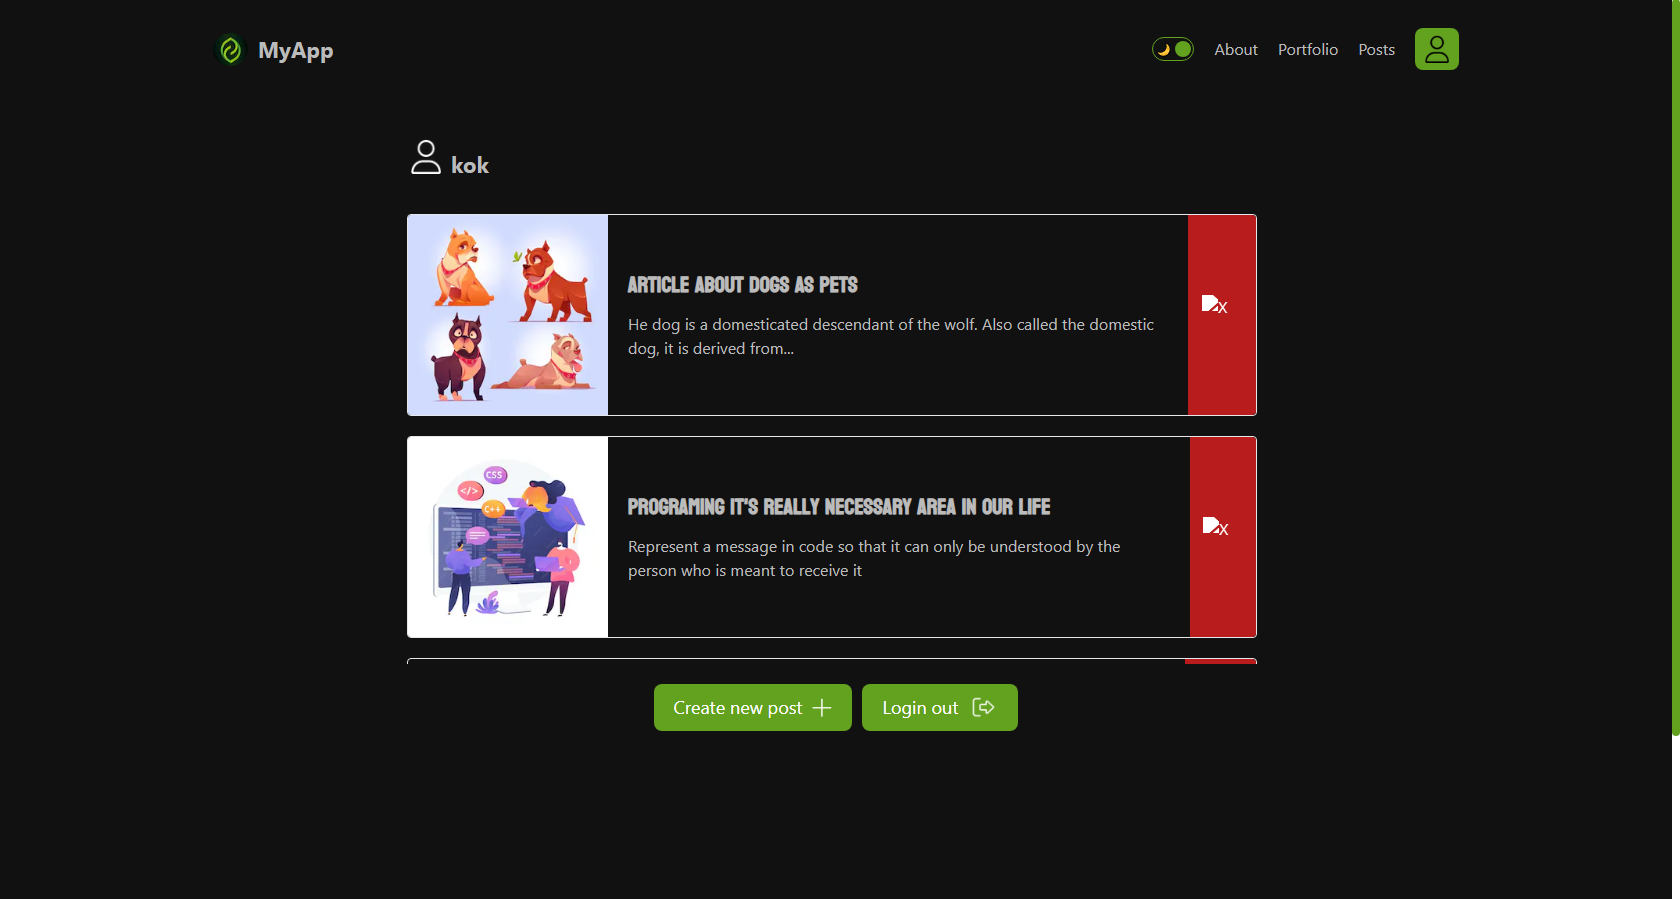 MyApp
About
Portfolio
Posts
kok
ARTICLE ABOUT DOGS AS PETS
He dog is a domesticated descendant of the wolf. Also called the domestic
dog, it is derived from...
X
CSS
</>
C++
PROGRAMING IT'S REALLY NECESSARY AREA IN OUR LIFE
Represent a message in code so that it can only be understood by the
person who is meant to receive it
X
Create new post
Login out